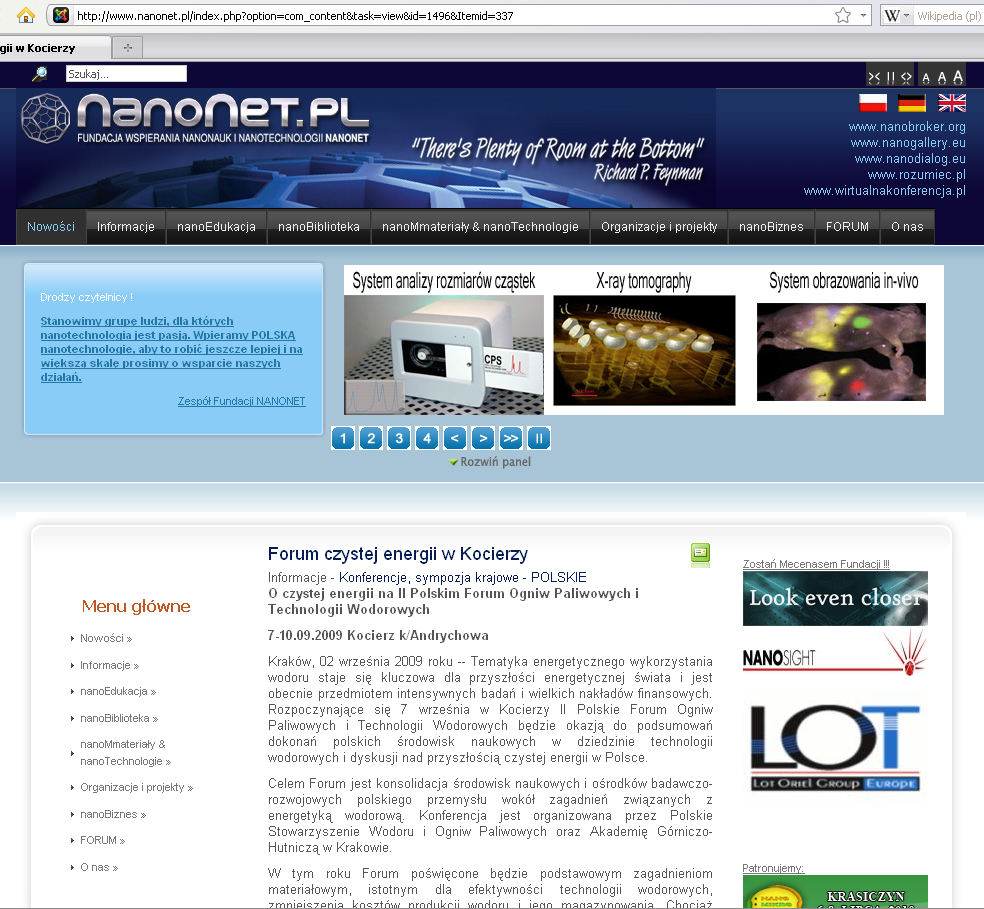 http://www.nanonet.pl/index.php?option=com_content&task=view&id=1496&Itemid=337
W
Wikipedia (pl)
gii w Kocierzy
Szukaj...
>< II <> A A A
NANONET.PL
FUNDACJA WSPIERANIA NANONAUK I NANOTECHNOLOGII NANONET
"There's Plenty of Room at the Bottom"
Richard P. Feynman
www.nanobroker.org
www.nanogallery.eu
www.nanodialog.eu
www.rozumiec.pl
www.wirtualnakonferencja.pl
Nowości Informacje nanoEdukacja nanoBiblioteka nanoMmateriały & nanoTechnologie Organizacje i projekty nanoBiznes FORUM O nas
Drodzy czytelnicy !
Stanowimy grupę ludzi, dla których
nanotechnologia jest pasją. Wpieramy POLSKĄ
nanotechnologie, aby to robić jeszcze lepiej i na
większą skalę prosimy o wsparcie naszych
działań.
Zespół Fundacji NANONET
System analizy rozmiarów cząstek
X-ray tomography
System obrazowania in-vivo
CPS
1 2 3 4 < > >> II
Rozwiń panel
Menu główne
Nowości »
Informacje »
nanoEdukacja »
nanoBiblioteka »
nanoMmateriały &
nanoTechnologie »
Organizacje i projekty »
nanoBiznes »
FORUM »
O nas »
Forum czystej energii w Kocierzy
Informacje - Konferencje, sympozja krajowe - POLSKIE
O czystej energii na II Polskim Forum Ogniw Paliwowych i
Technologii Wodorowych
7-10.09.2009 Kocierz k/Andrychowa
Kraków, 02 września 2009 roku -- Tematyka energetycznego wykorzystania
wodoru staje się kluczowa dla przyszłości energetycznej świata i jest
obecnie przedmiotem intensywnych badań i wielkich nakładów finansowych.
Rozpoczynające się 7 września w Kocierzy II Polskie Forum Ogniw
Paliwowych i Technologii Wodorowych będzie okazją do podsumowań
dokonań polskich środowisk naukowych w dziedzinie technologii
wodorowych i dyskusji nad przyszłością czystej energii w Polsce.
Celem Forum jest konsolidacja środowisk naukowych i ośrodków badawczo-
rozwojowych polskiego przemysłu wokół zagadnień związanych z
energetyką wodorową. Konferencja jest organizowana przez Polskie
Stowarzyszenie Wodoru i Ogniw Paliwowych oraz Akademię Górniczo-
Hutniczą w Krakowie.
W tym roku Forum poświęcone będzie podstawowym zagadnieniom
materiałowym, istotnym dla efektywności technologii wodorowych,
zmniejszenia kosztów produkcji wodoru i jego magazynowania. Chociaż
Zostań Mecenasem Fundacji !!!
Look even closer
NANOSIGHT
LOT
LOT ORIEL GROUP EUROPE
Patronujemy:
NANO
KRASICZYN